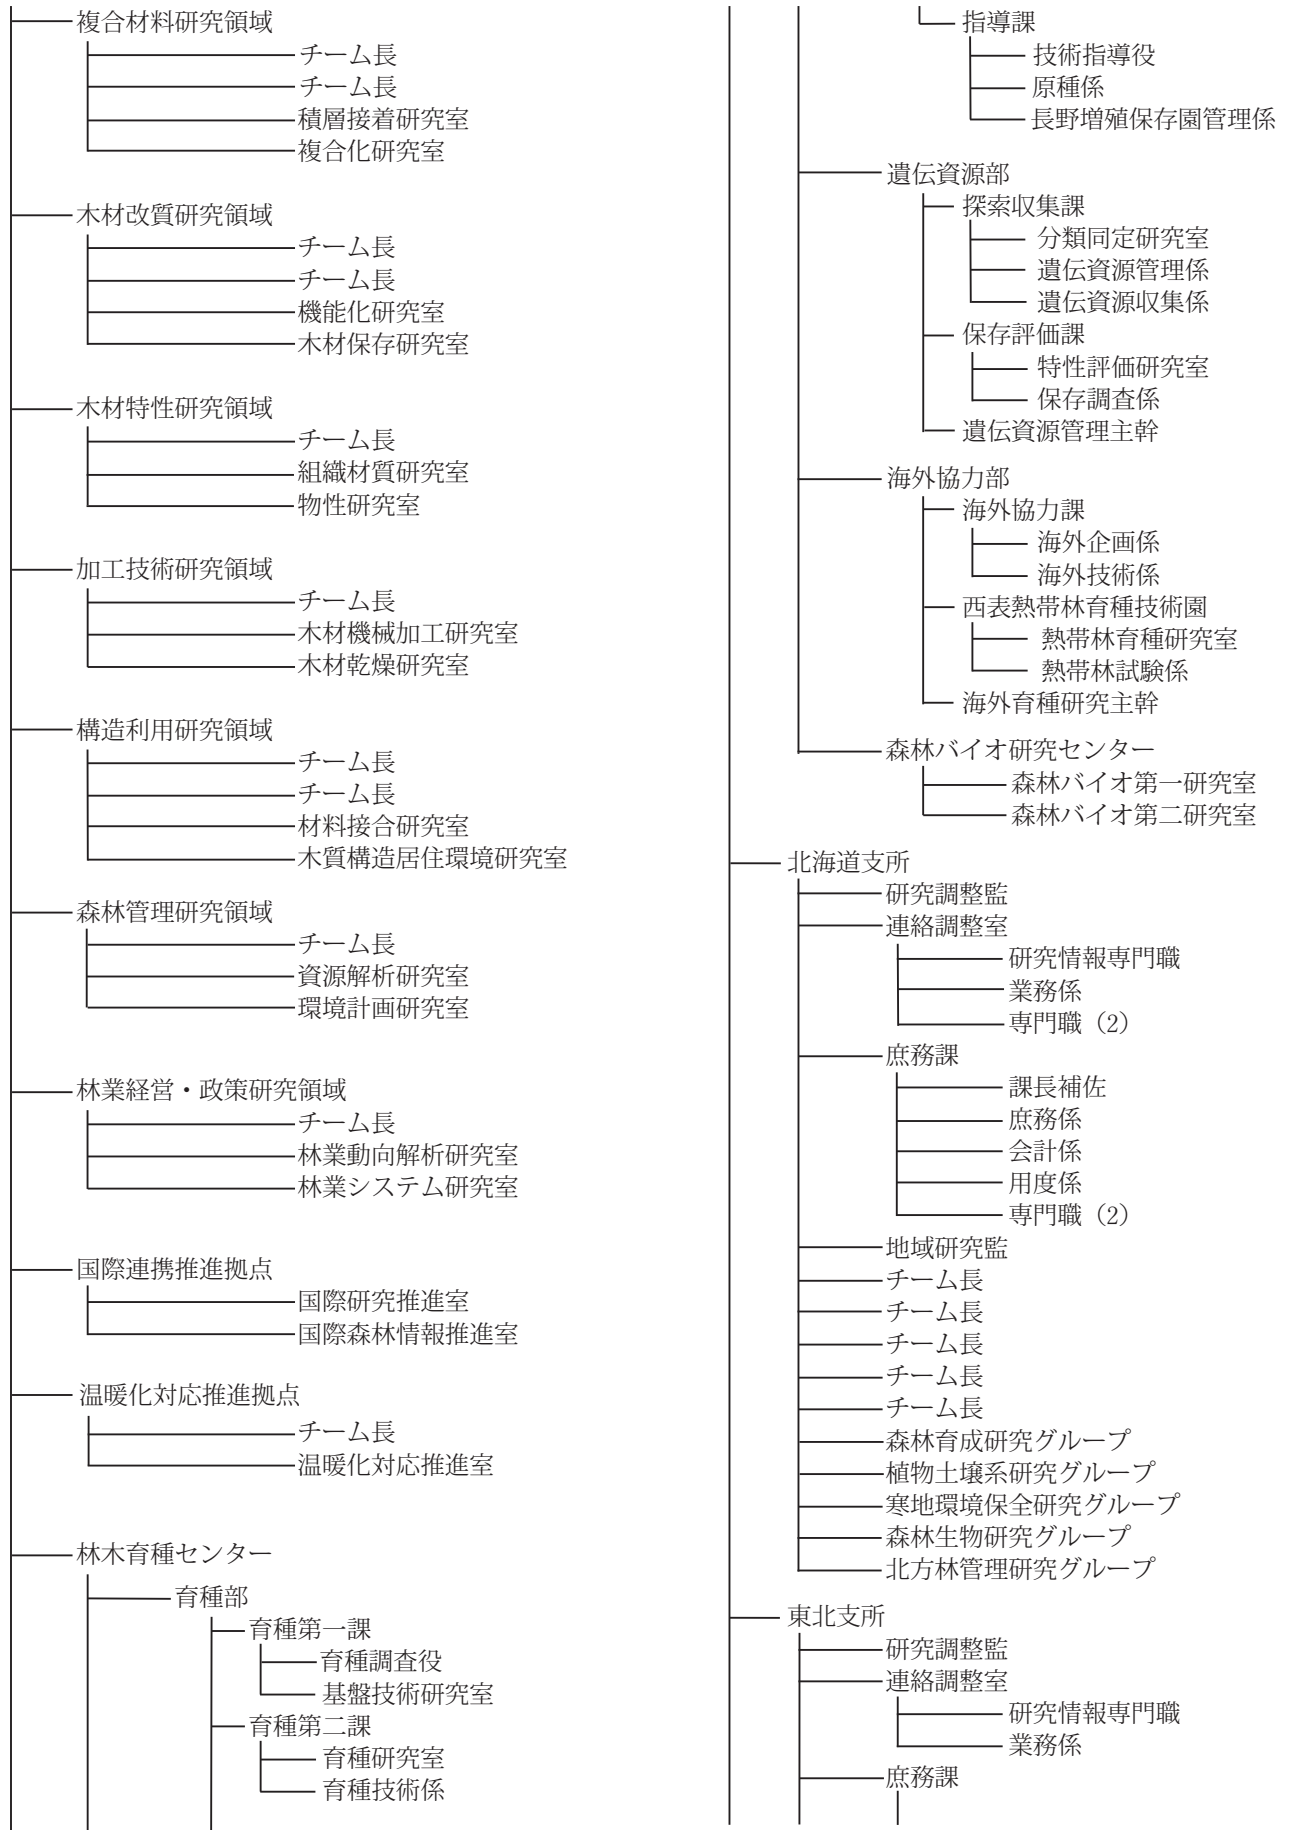 複合材料研究領域
チーム長
チーム長
積層接着研究室
複合化研究室
木材改質研究領域
チーム長
チーム長
機能化研究室
木材保存研究室
木材特性研究領域
チーム長
組織材質研究室
物性研究室
加工技術研究領域
チーム長
木材機械加工研究室
木材乾燥研究室
構造利用研究領域
チーム長
チーム長
材料接合研究室
木質構造居住環境研究室
森林管理研究領域
チーム長
資源解析研究室
環境計画研究室
林業経営・政策研究領域
チーム長
林業動向解析研究室
林業システム研究室
国際連携推進拠点
国際研究推進室
国際森林情報推進室
温暖化対応推進拠点
チーム長
温暖化対応推進室
林木育種センター
育種部
育種第一課
育種調査役
基盤技術研究室
育種第二課
育種研究室
育種技術係
指導課
技術指導役
原種係
長野増殖保存園管理係
遺伝資源部
探索収集課
分類同定研究室
遺伝資源管理係
遺伝資源収集係
保存評価課
特性評価研究室
保存調査係
遺伝資源管理主幹
海外協力部
海外協力課
海外企画係
海外技術係
西表熱帯林育種技術園
熱帯林育種研究室
熱帯林試験係
海外育種研究主幹
森林バイオ研究センター
森林バイオ第一研究室
森林バイオ第二研究室
北海道支所
研究調整監
連絡調整室
研究情報専門職
業務係
専門職（2）
庶務課
課長補佐
庶務係
会計係
用度係
専門職（2）
地域研究監
チーム長
チーム長
チーム長
チーム長
チーム長
森林育成研究グループ
植物土壌系研究グループ
寒地環境保全研究グループ
森林生物研究グループ
北方林管理研究グループ
東北支所
研究調整監
連絡調整室
研究情報専門職
業務係
庶務課